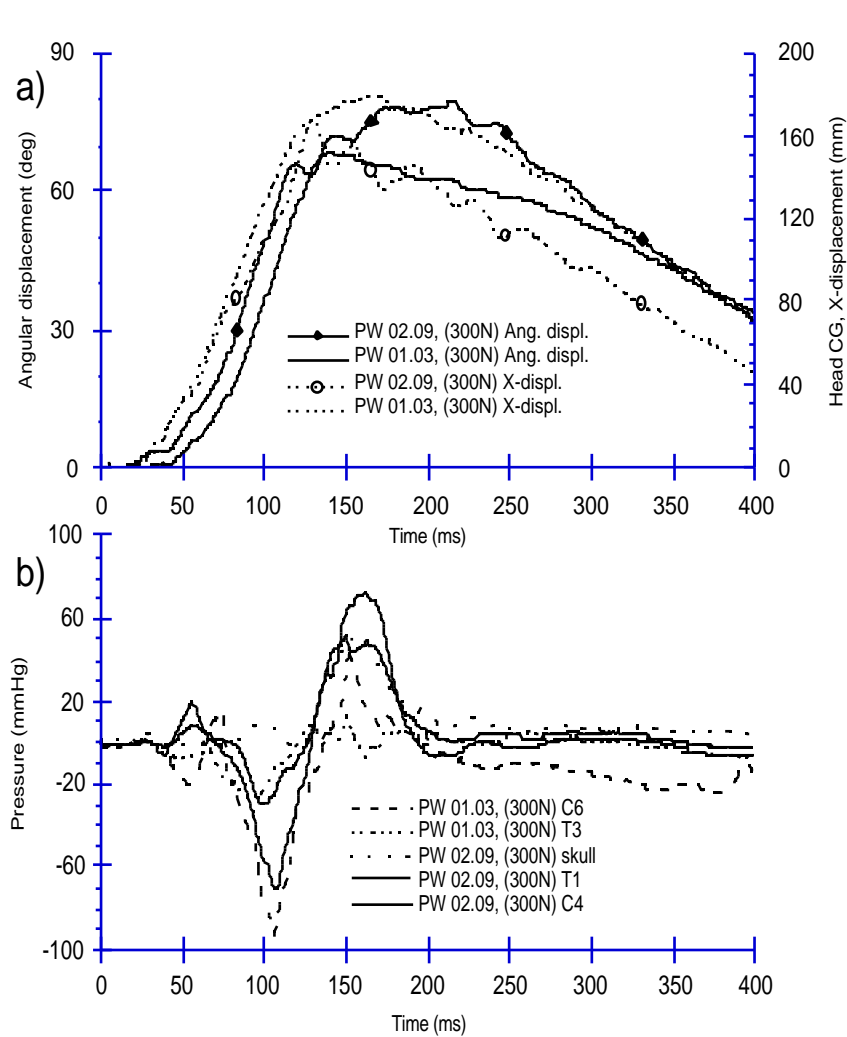 90
200
a)
Angular displacement (deg)
60
30
0
160
120
80
40
0
Head CG, X-displacement (mm)
PW 02.09, (300N) Ang. displ.
PW 01.03, (300N) Ang. displ.
PW 02.09, (300N) X-displ.
PW 01.03, (300N) X-displ.
0 50 100 150 200 250 300 350 400
Time (ms)
b)
Pressure (mmHg)
100
60
20
-20
-60
-100
PW 01.03, (300N) C6
PW 01.03, (300N) T3
PW 02.09, (300N) skull
PW 02.09, (300N) T1
PW 02.09, (300N) C4
0 50 100 150 200 250 300 350 400
Time (ms)